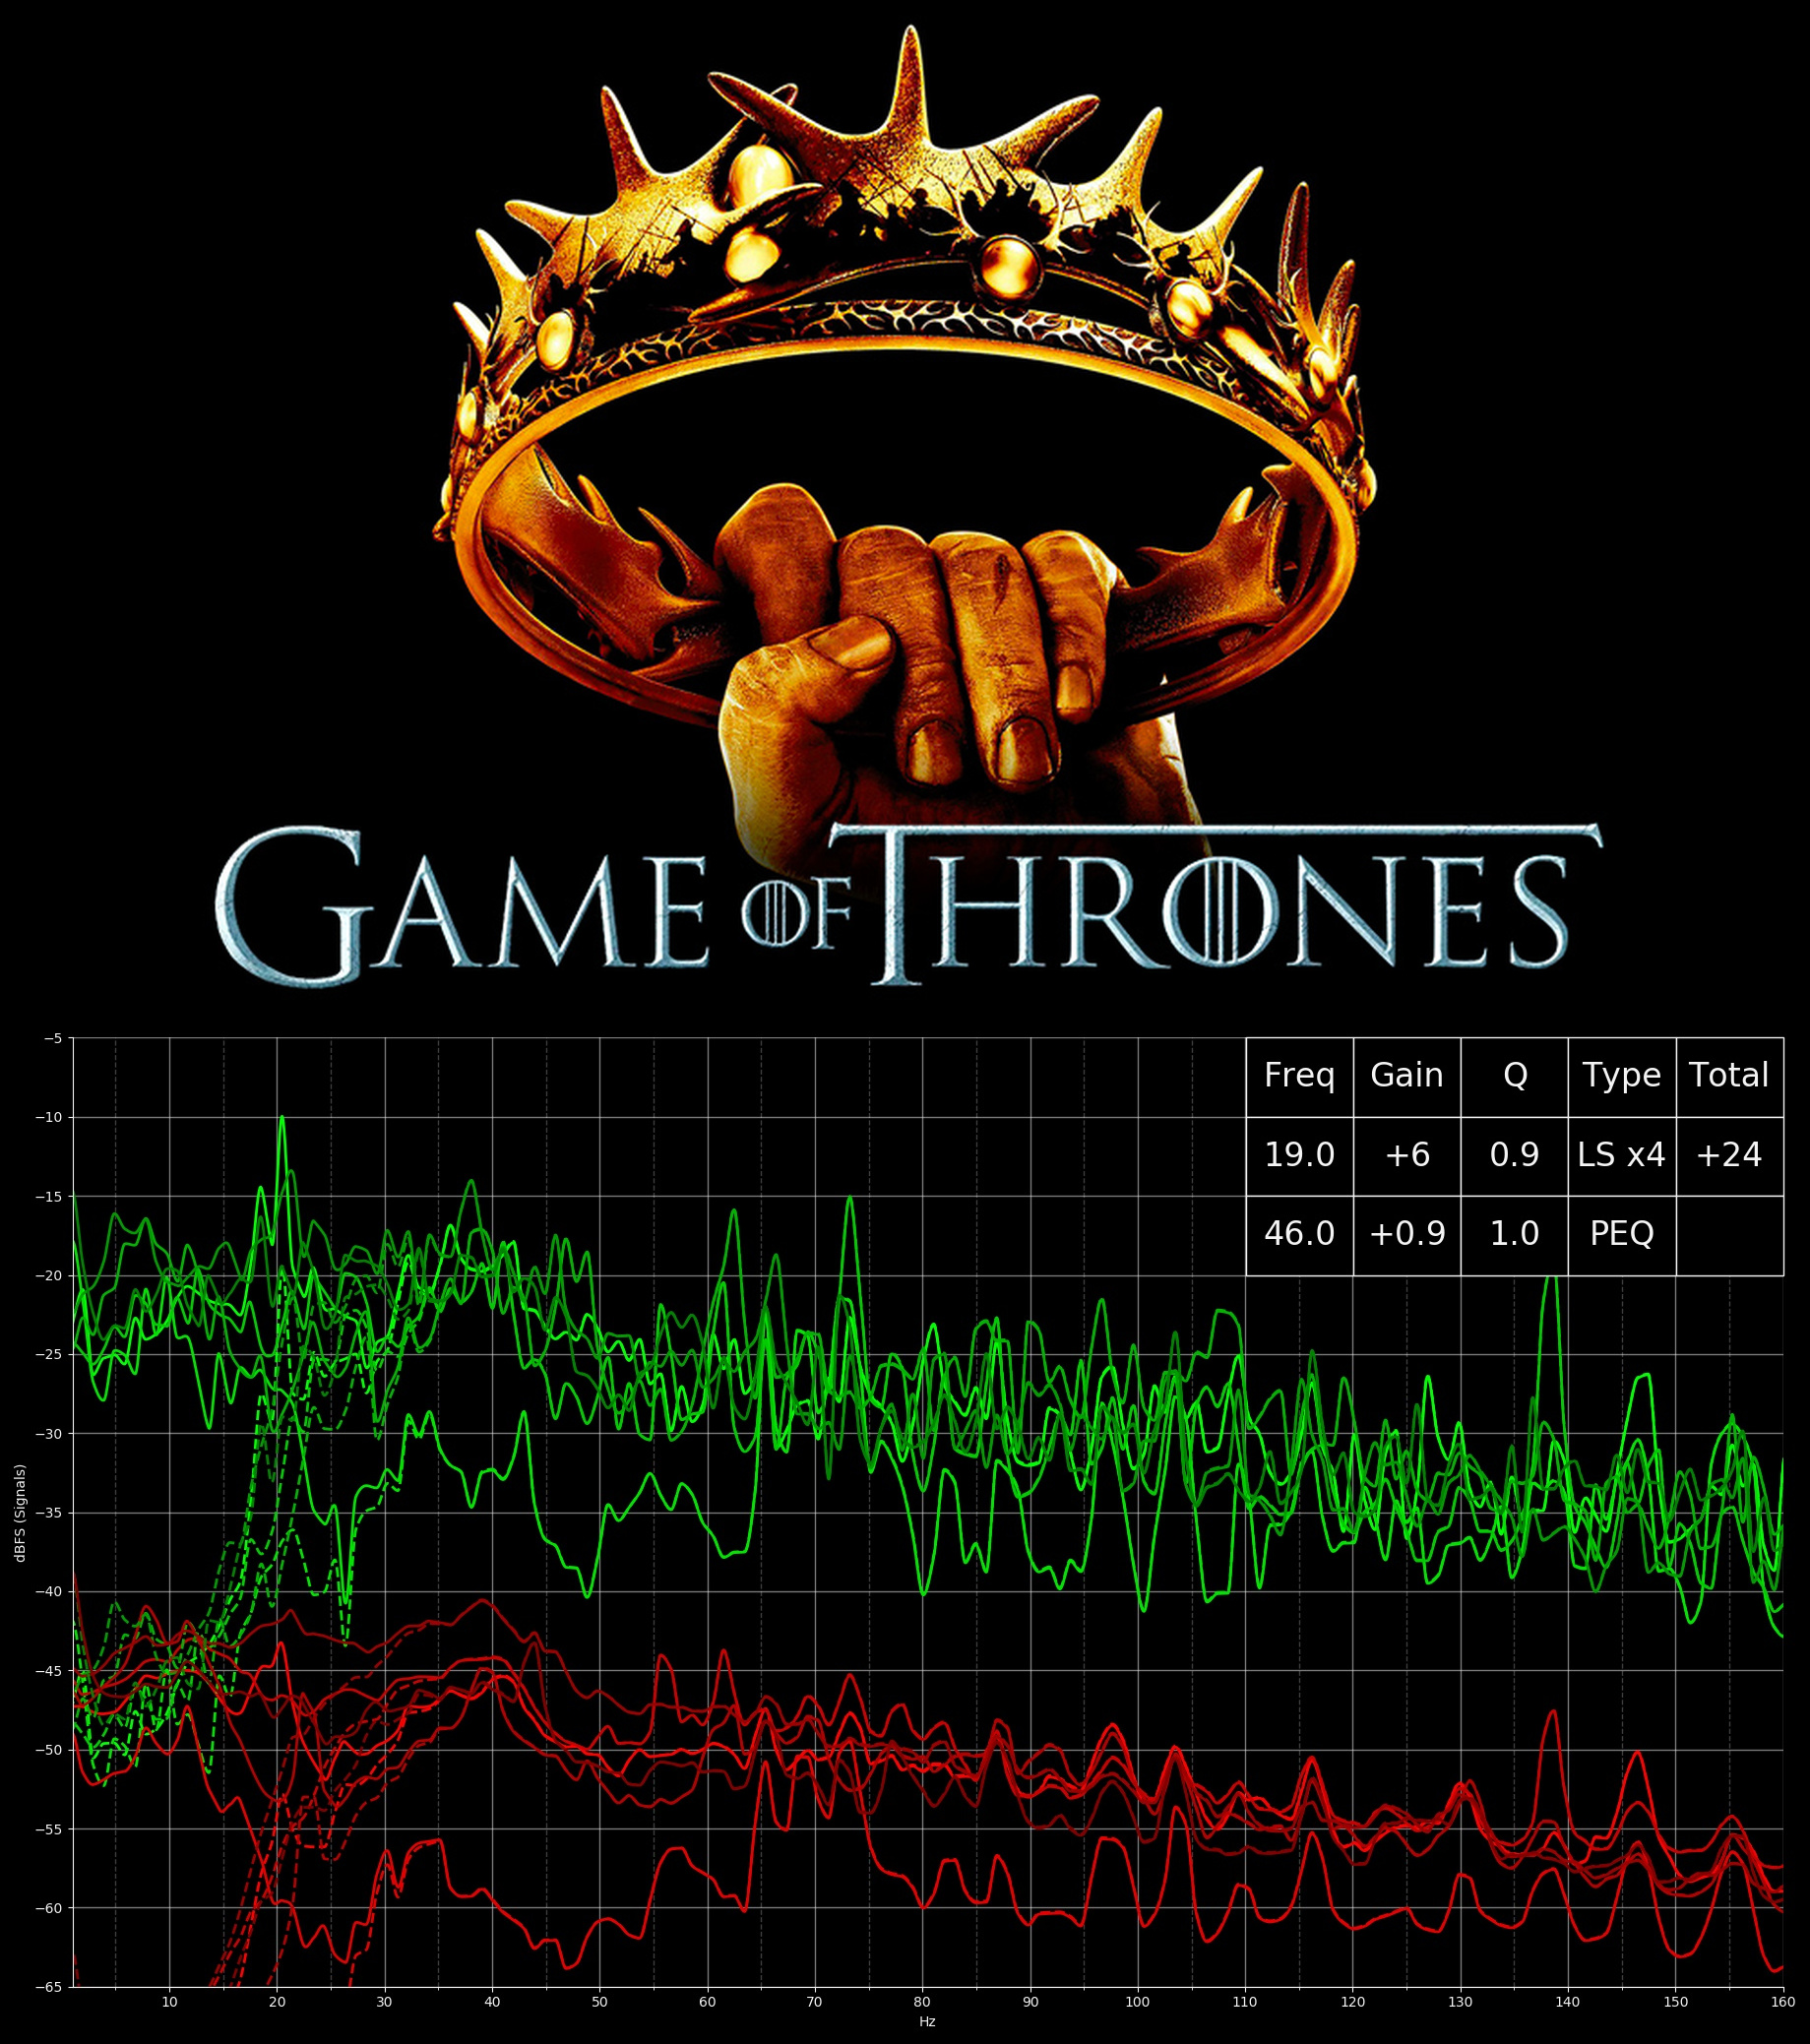 GAME OF THRONES
Freq Gain Q Type Total
19.0 +6 0.9 LS x4 +24
46.0 +0.9 1.0 PEQ
−5
−10
−15
−20
−25
−30
−35
−40
−45
−50
−55
−60
−65
dBFS (Signals)
10 20 30 40 50 60 70 80 90 100 110 120 130 140 150 160
Hz